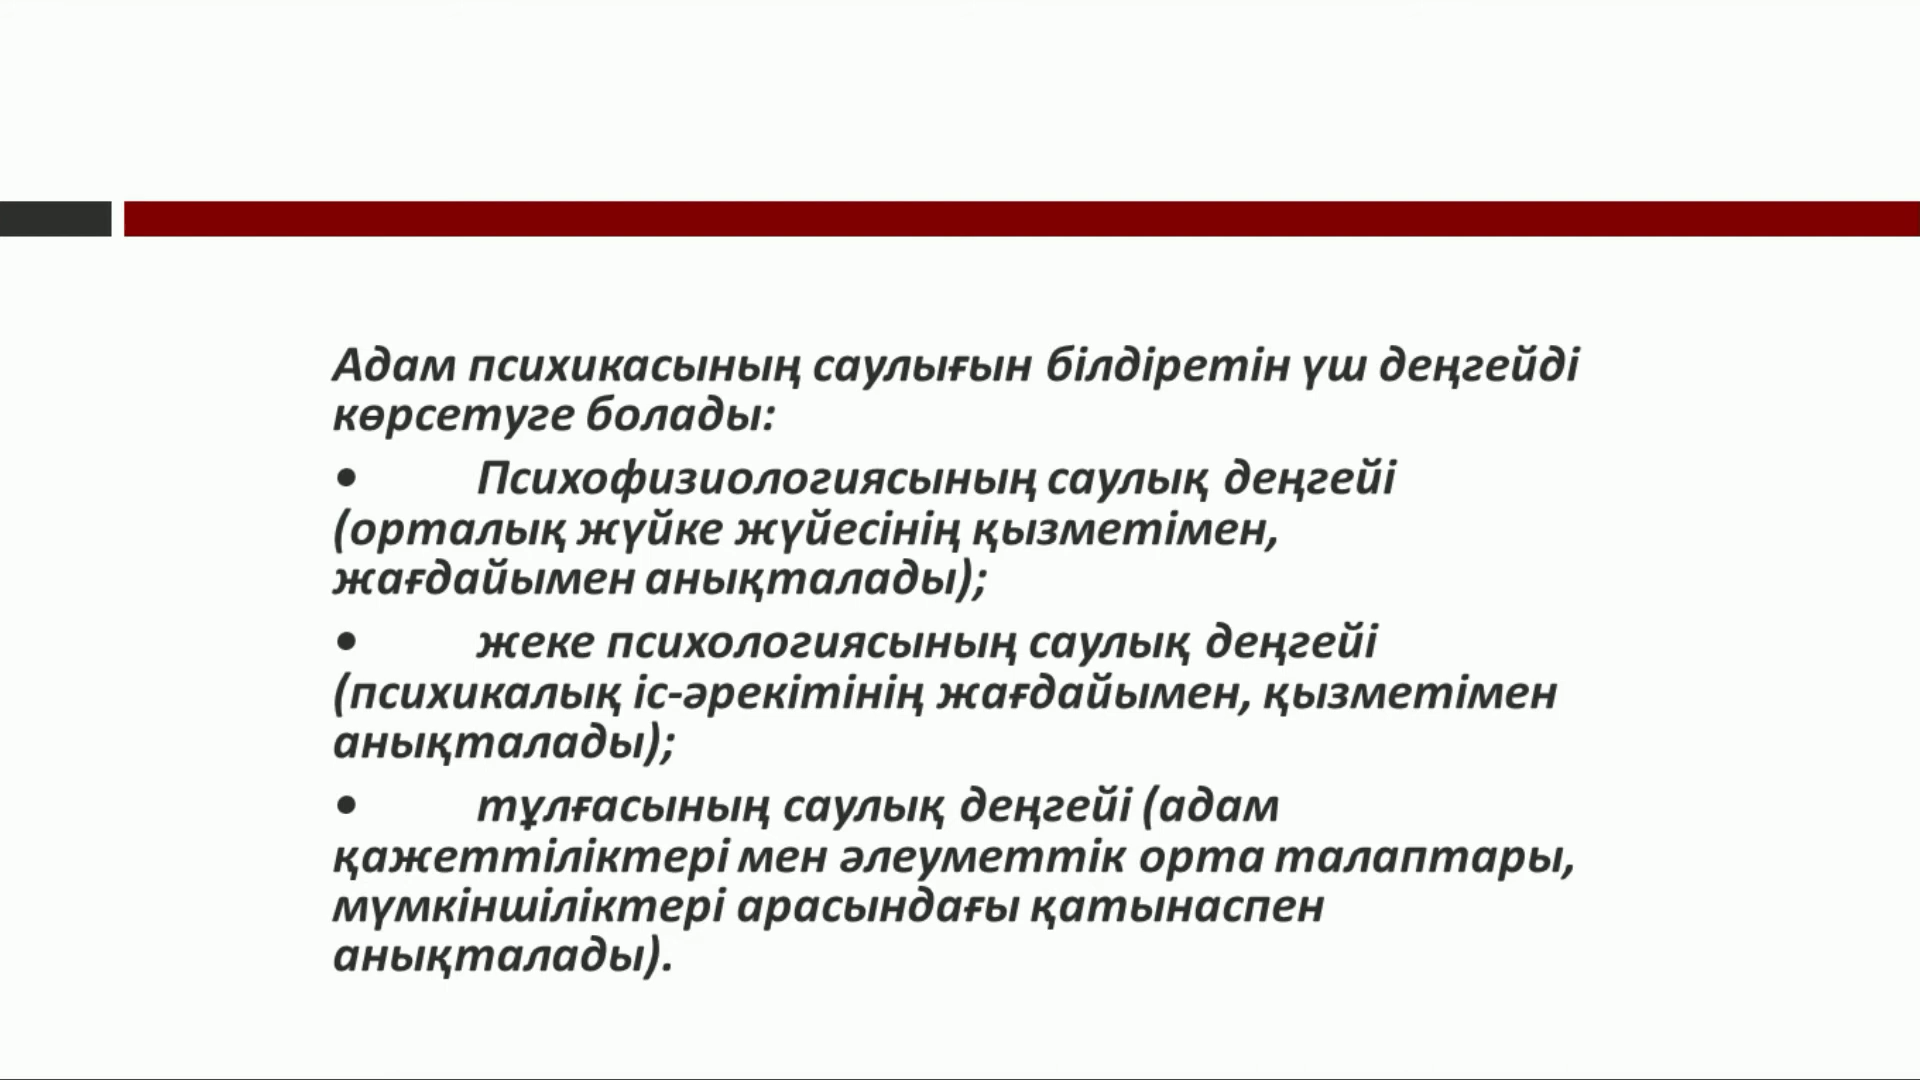 Адам психикасының саулығын білдіретін үш деңгейді
көрсетуге болады:
• Психофизиологиясының саулық деңгейі
(орталық жүйке жүйесінің қызметімен,
жағдайымен анықталады);
• жеке психологиясының саулық деңгейі
(психикалық іс-әрекітінің жағдайымен, қызметімен
анықталады);
• тұлғасының саулық деңгейі (адам
қажеттіліктері мен әлеуметтік орта талаптары,
мүмкіншіліктері арасындағы қатынаспен
анықталады).